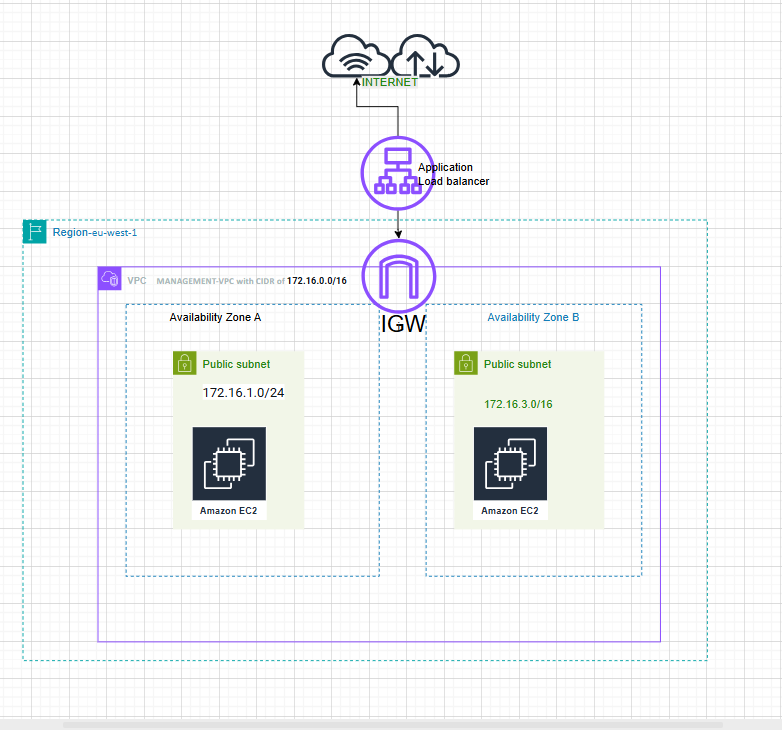 INTERNET
Application
Load balancer
Region-eu-west-1
VPC MANAGEMENT-VPC with CIDR of 172.16.0.0/16
IGW
Availability Zone A
Availability Zone B
Public subnet
172.16.1.0/24
Amazon EC2
Public subnet
172.16.3.0/16
Amazon EC2